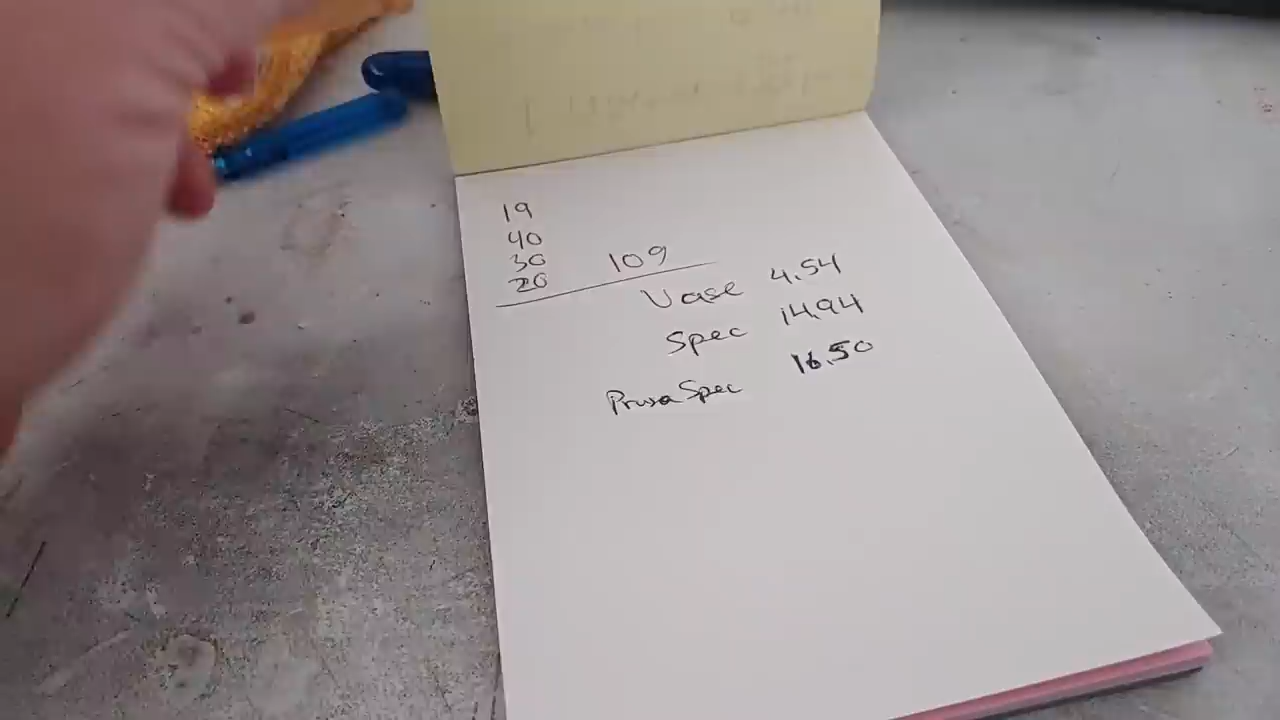 19
40
30
20 109
Vase 4.54
Spec 14.94
PrusaSpec 16.50